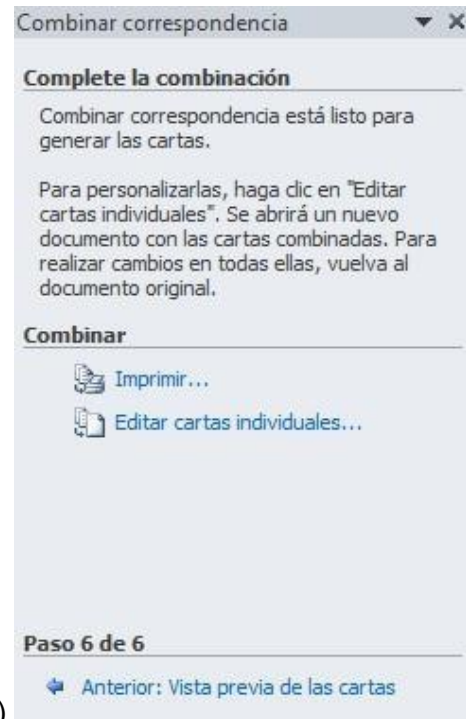 Combinar correspondencia
Complete la combinación
Combinar correspondencia está listo para
generar las cartas.
Para personalizarlas, haga clic en "Editar
cartas individuales". Se abrirá un nuevo
documento con las cartas combinadas. Para
realizar cambios en todas ellas, vuelva al
documento original.
Combinar
Imprimir...
Editar cartas individuales...
Paso 6 de 6
Anterior: Vista previa de las cartas
)